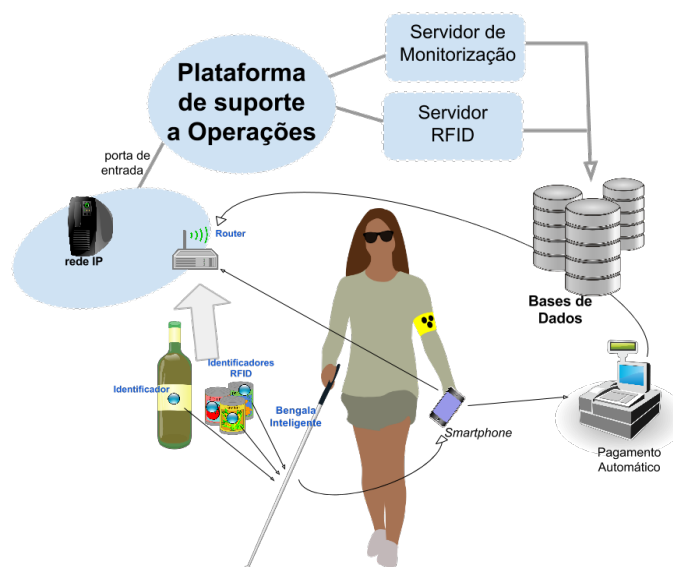 Servidor de
Monitorização
Plataforma
de suporte
a Operações
Servidor
RFID
porta de
entrada
Router
rede IP
Bases de
Dados
Identificadores
RFID
Identificador
Bengala
Inteligente
Smartphone
Pagamento
Automático